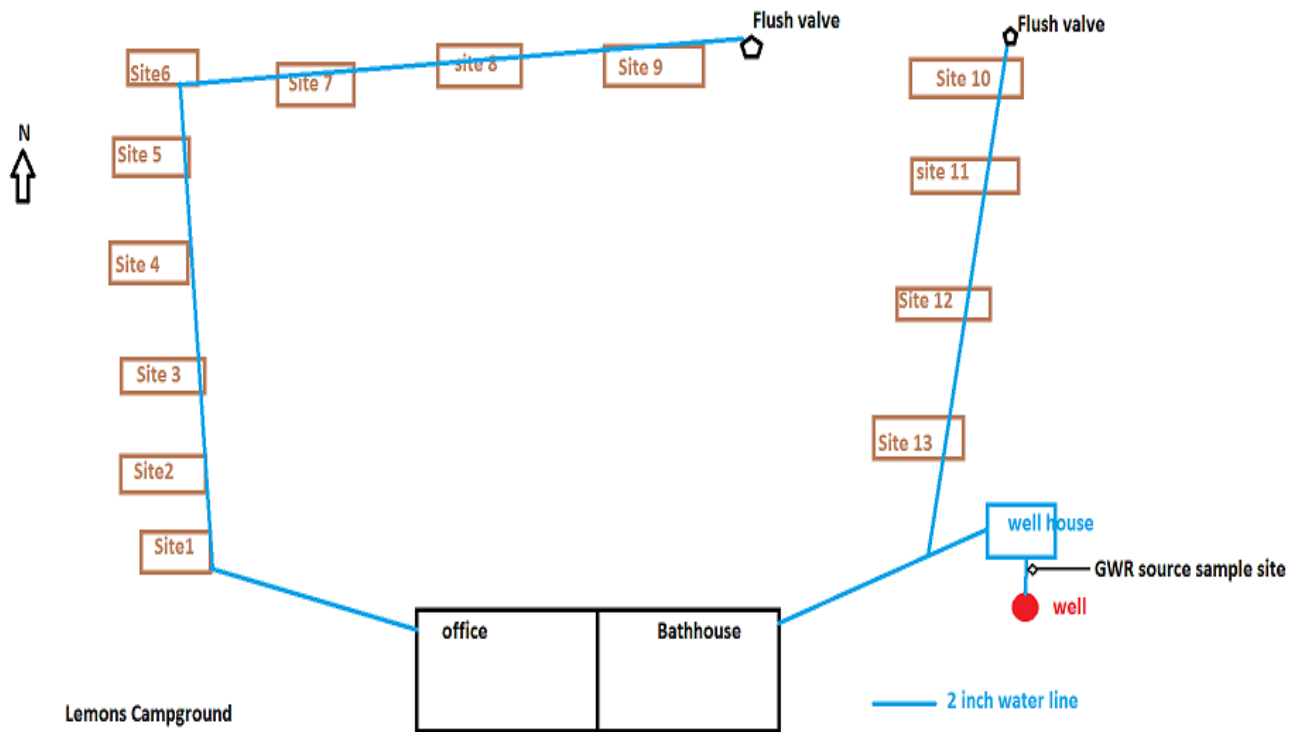 Flush valve
Flush valve
Site6
Site 7
site 8
Site 9
Site 10
N
Site 5
site 11
Site 4
Site 12
Site 3
Site 13
Site2
Site1
well house
GWR source sample site
well
office
Bathhouse
2 inch water line
Lemons Campground